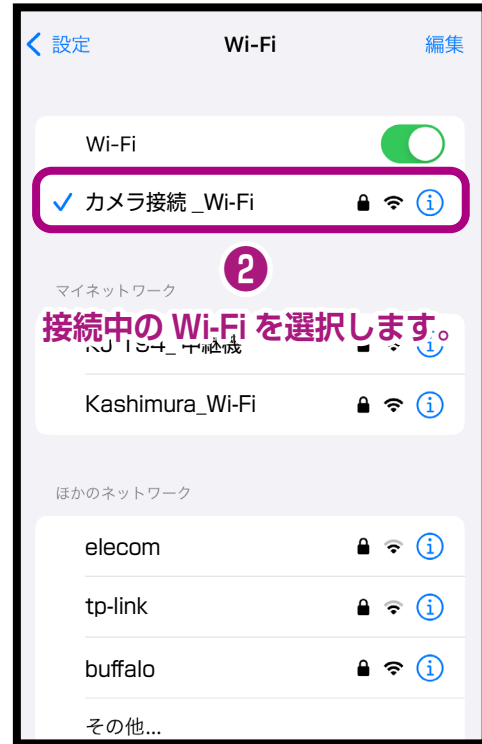 設定 Wi-Fi 編集
Wi-Fi
カメラ接続 _Wi-Fi
2
マイネットワーク
接続中の Wi-Fi を選択します。
Kashimura_Wi-Fi
ほかのネットワーク
elecom
tp-link
buffalo
その他...